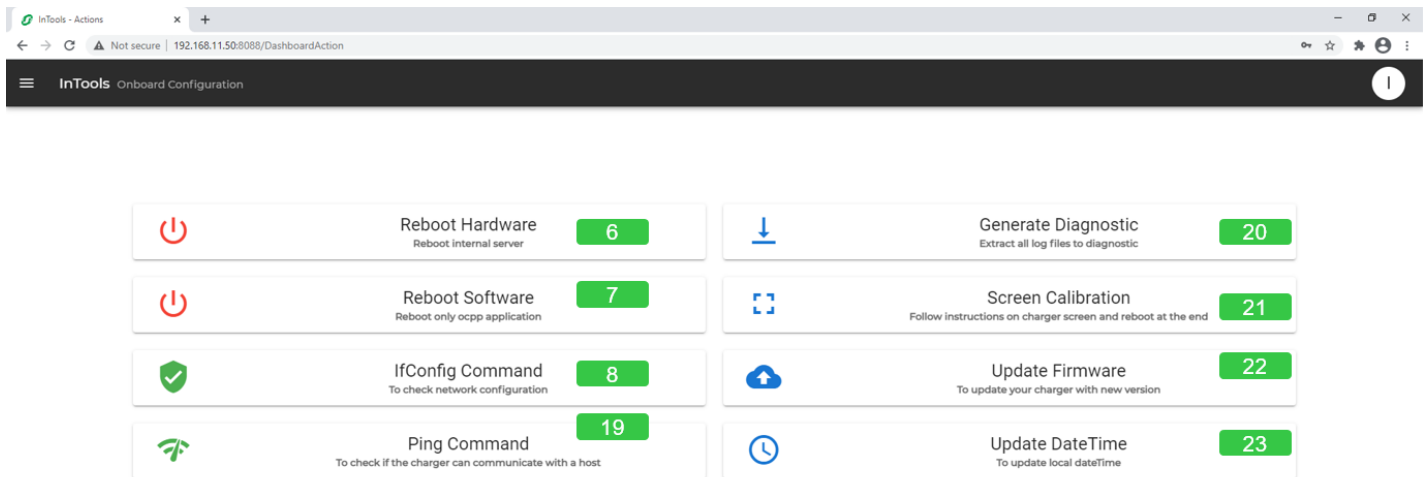 InTools - Actions
Not secure | 192.168.11.50:8088/DashboardAction
InTools Onboard Configuration
I
Reboot Hardware
Reboot internal server
6
Generate Diagnostic
Extract all log files to diagnostic
20
Reboot Software
Reboot only ocpp application
7
Screen Calibration
Follow instructions on charger screen and reboot at the end
21
IfConfig Command
To check network configuration
8
Update Firmware
To update your charger with new version
22
Ping Command
To check if the charger can communicate with a host
19
Update DateTime
To update local dateTime
23